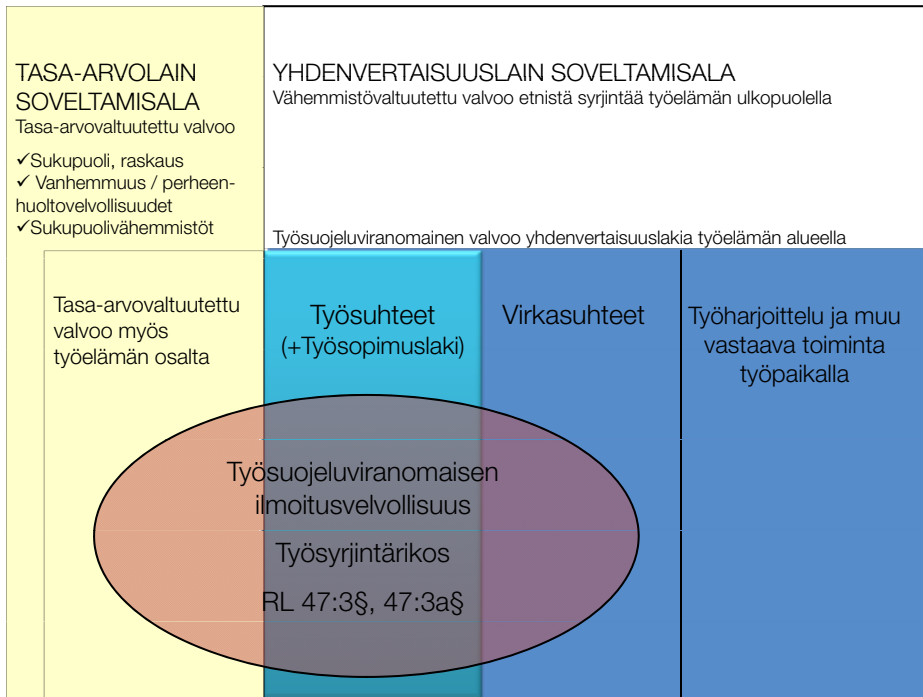 TASA-ARVOLAIN
SOVELTAMISALA
Tasa-arvovaltuutettu valvoo
✓Sukupuoli, raskaus
✓ Vanhemmuus / perheen-
huoltovelvollisuudet
✓Sukupuolivähemmistöt
YHDENVERTAISUUSLAIN SOVELTAMISALA
Vähemmistövaltuutettu valvoo etnistä syrjintää työelämän ulkopuolella
Työsuojeluviranomainen valvoo yhdenvertaisuuslakia työelämän alueella
Tasa-arvovaltuutettu
valvoo myös
työelämän osalta
Työsuhteet
(+Työsopimuslaki)
Virkasuhteet
Työharjoittelu ja muu
vastaava toiminta
työpaikalla
Työsuojeluviranomaisen
ilmoitusvelvollisuus
Työsyrjintärikos
RL 47:3§, 47:3a§